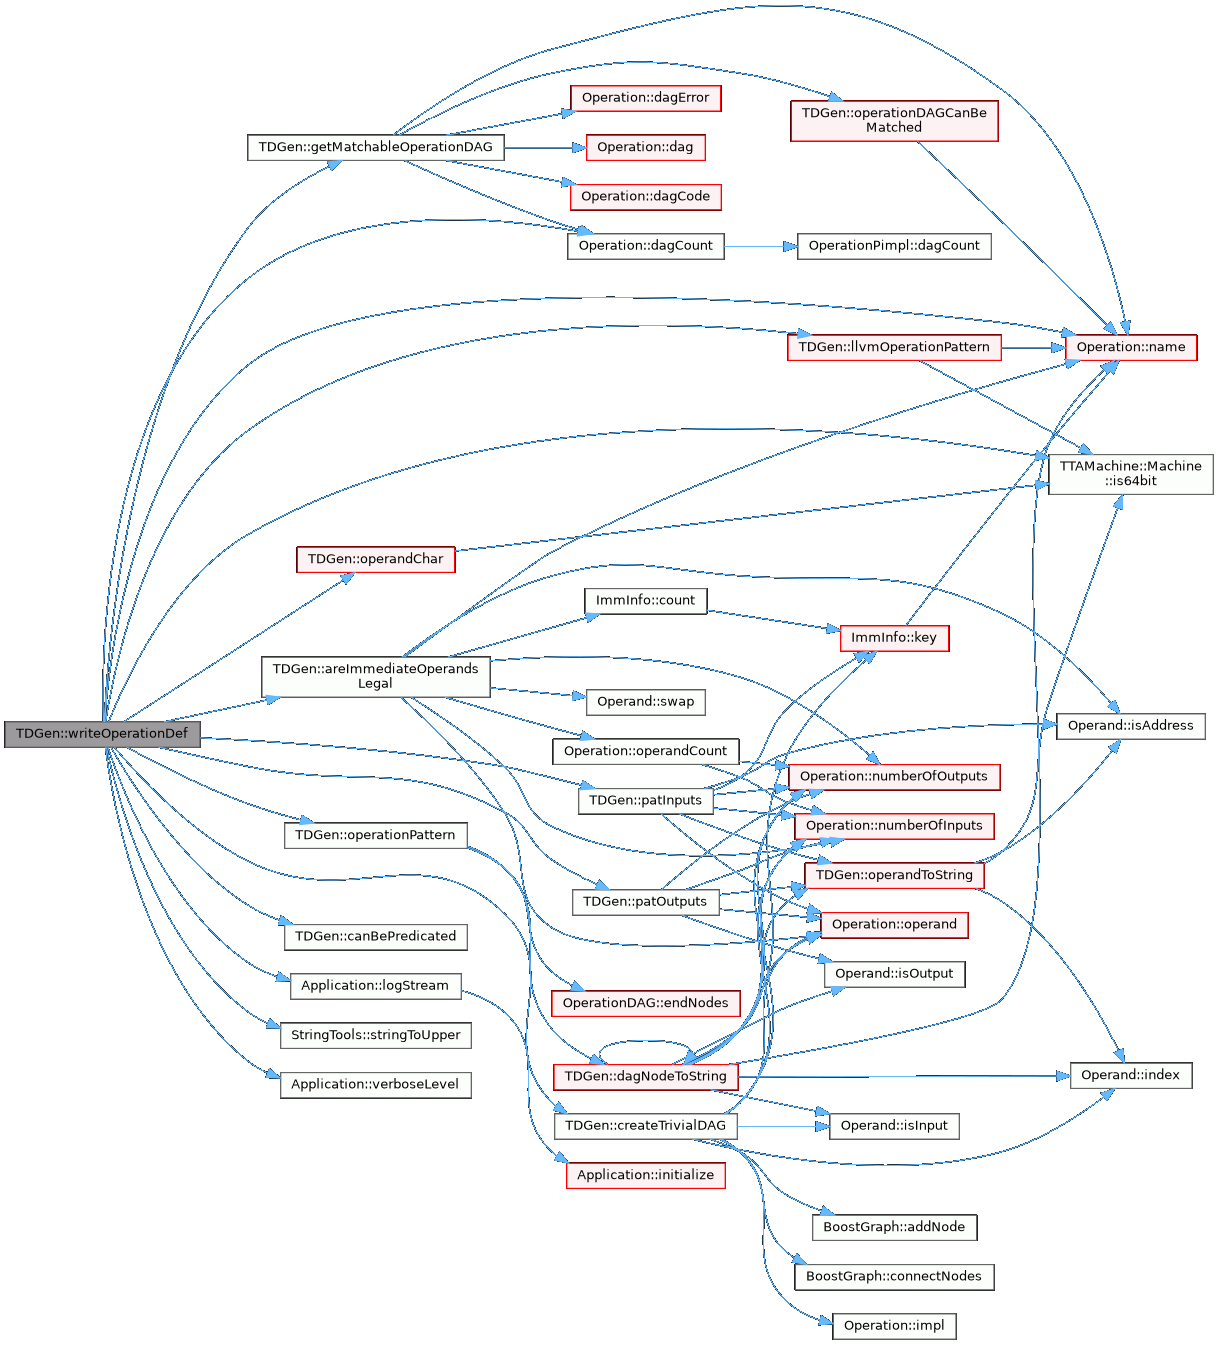 Operation::dagError
TDGen::operationDAGCanBe
Matched
TDGen::getMatchableOperationDAG
Operation::dag
Operation::dagCode
Operation::dagCount
OperationPimpl::dagCount
TDGen::llvmOperationPattern
Operation::name
TTAMachine::Machine
::is64bit
TDGen::operandChar
ImmInfo::count
ImmInfo::key
TDGen::areImmediateOperands
Legal
Operand::swap
Operand::isAddress
TDGen::writeOperationDef
Operation::operandCount
Operation::numberOfOutputs
TDGen::patInputs
Operation::numberOfInputs
TDGen::operationPattern
TDGen::operandToString
TDGen::patOutputs
Operation::operand
TDGen::canBePredicated
Operand::isOutput
Application::logStream
OperationDAG::endNodes
StringTools::stringToUpper
TDGen::dagNodeToString
Operand::index
Application::verboseLevel
TDGen::createTrivialDAG
Operand::isInput
Application::initialize
BoostGraph::addNode
BoostGraph::connectNodes
Operation::impl